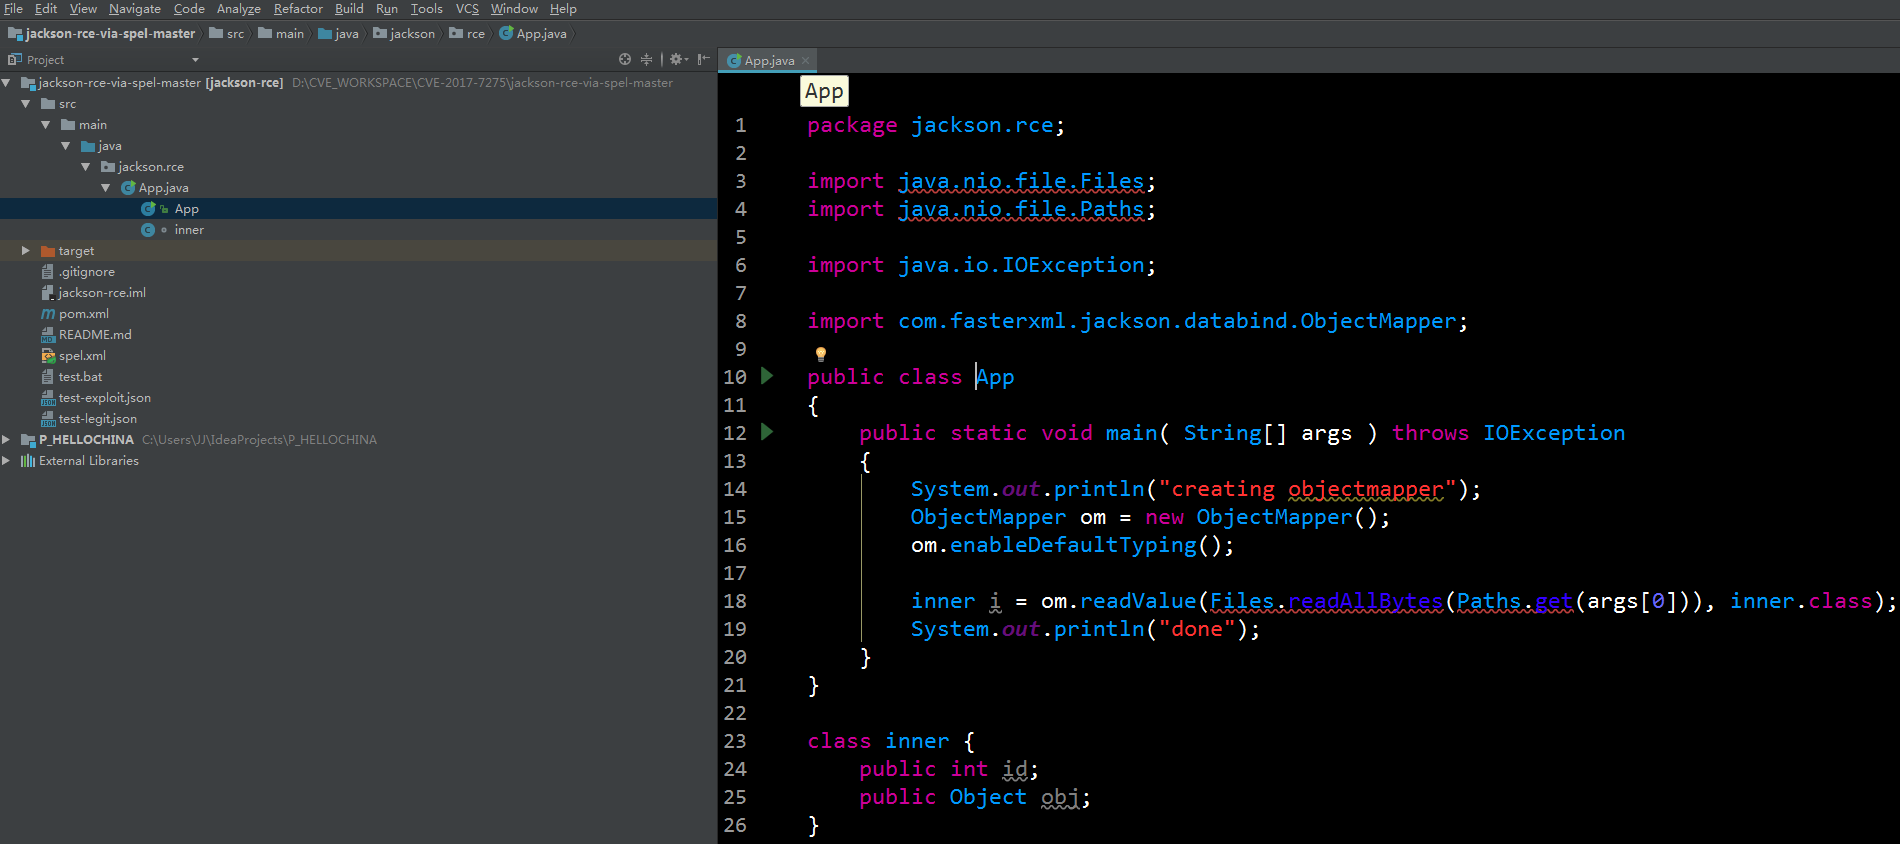 File Edit View Navigate Code Analyze Refactor Build Run Tools VCS Window Help
jackson-rce-via-spel-master src main java jackson rce App.java
Project
jackson-rce-via-spel-master [jackson-rce] D:\CVE_WORKSPACE\CVE-2017-7275\jackson-rce-via-spel-master
src
main
java
jackson.rce
App.java
App
inner
target
.gitignore
jackson-rce.iml
pom.xml
README.md
spel.xml
test.bat
test-exploit.json
test-legit.json
P_HELLOCHINA C:\Users\JJ\IdeaProjects\P_HELLOCHINA
External Libraries
App.java
App
1 package jackson.rce;
2
3 import java.nio.file.Files;
4 import java.nio.file.Paths;
5
6 import java.io.IOException;
7
8 import com.fasterxml.jackson.databind.ObjectMapper;
9
10 public class App
11 {
12 public static void main( String[] args ) throws IOException
13 {
14 System.out.println("creating objectmapper");
15 ObjectMapper om = new ObjectMapper();
16 om.enableDefaultTyping();
17
18 inner i = om.readValue(Files.readAllBytes(Paths.get(args[0])), inner.class);
19 System.out.println("done");
20 }
21 }
22
23 class inner {
24 public int id;
25 public Object obj;
26 }